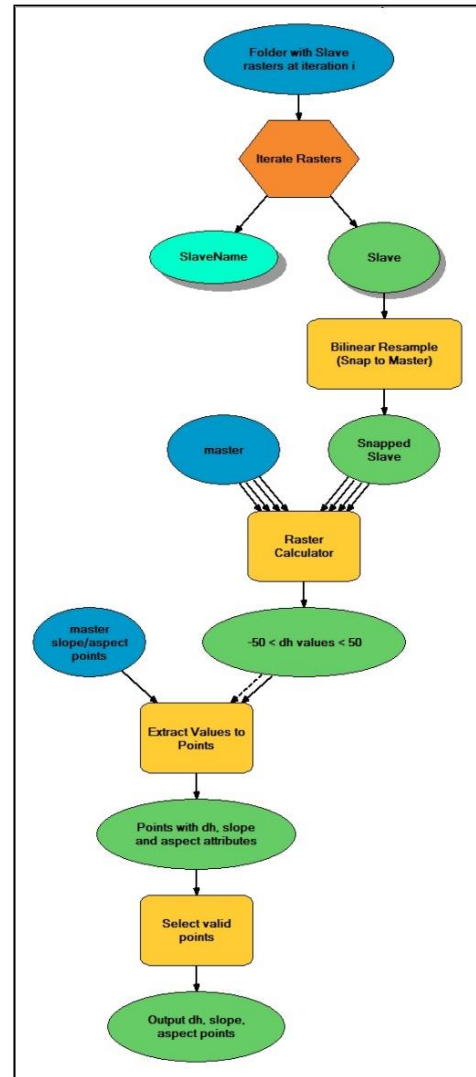 Folder with Slave
rasters at iteration i
Iterate Rasters
SlaveName
Slave
Bilinear Resample
(Snap to Master)
master
Snapped
Slave
Raster
Calculator
master
slope/aspect
points
-50 < dh values < 50
Extract Values to
Points
Points with dh, slope
and aspect attributes
Select valid
points
Output dh, slope,
aspect points